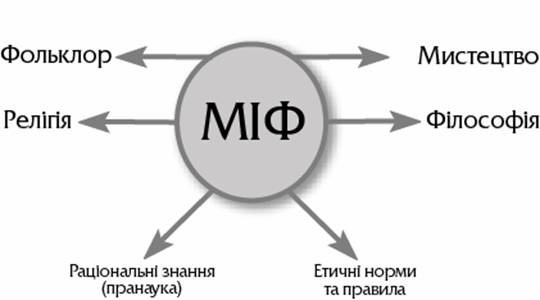 Фольклор
Мистецтво
Релігія
МІФ
Філософія
Раціональні знання
(пранаука)
Етичні норми
та правила